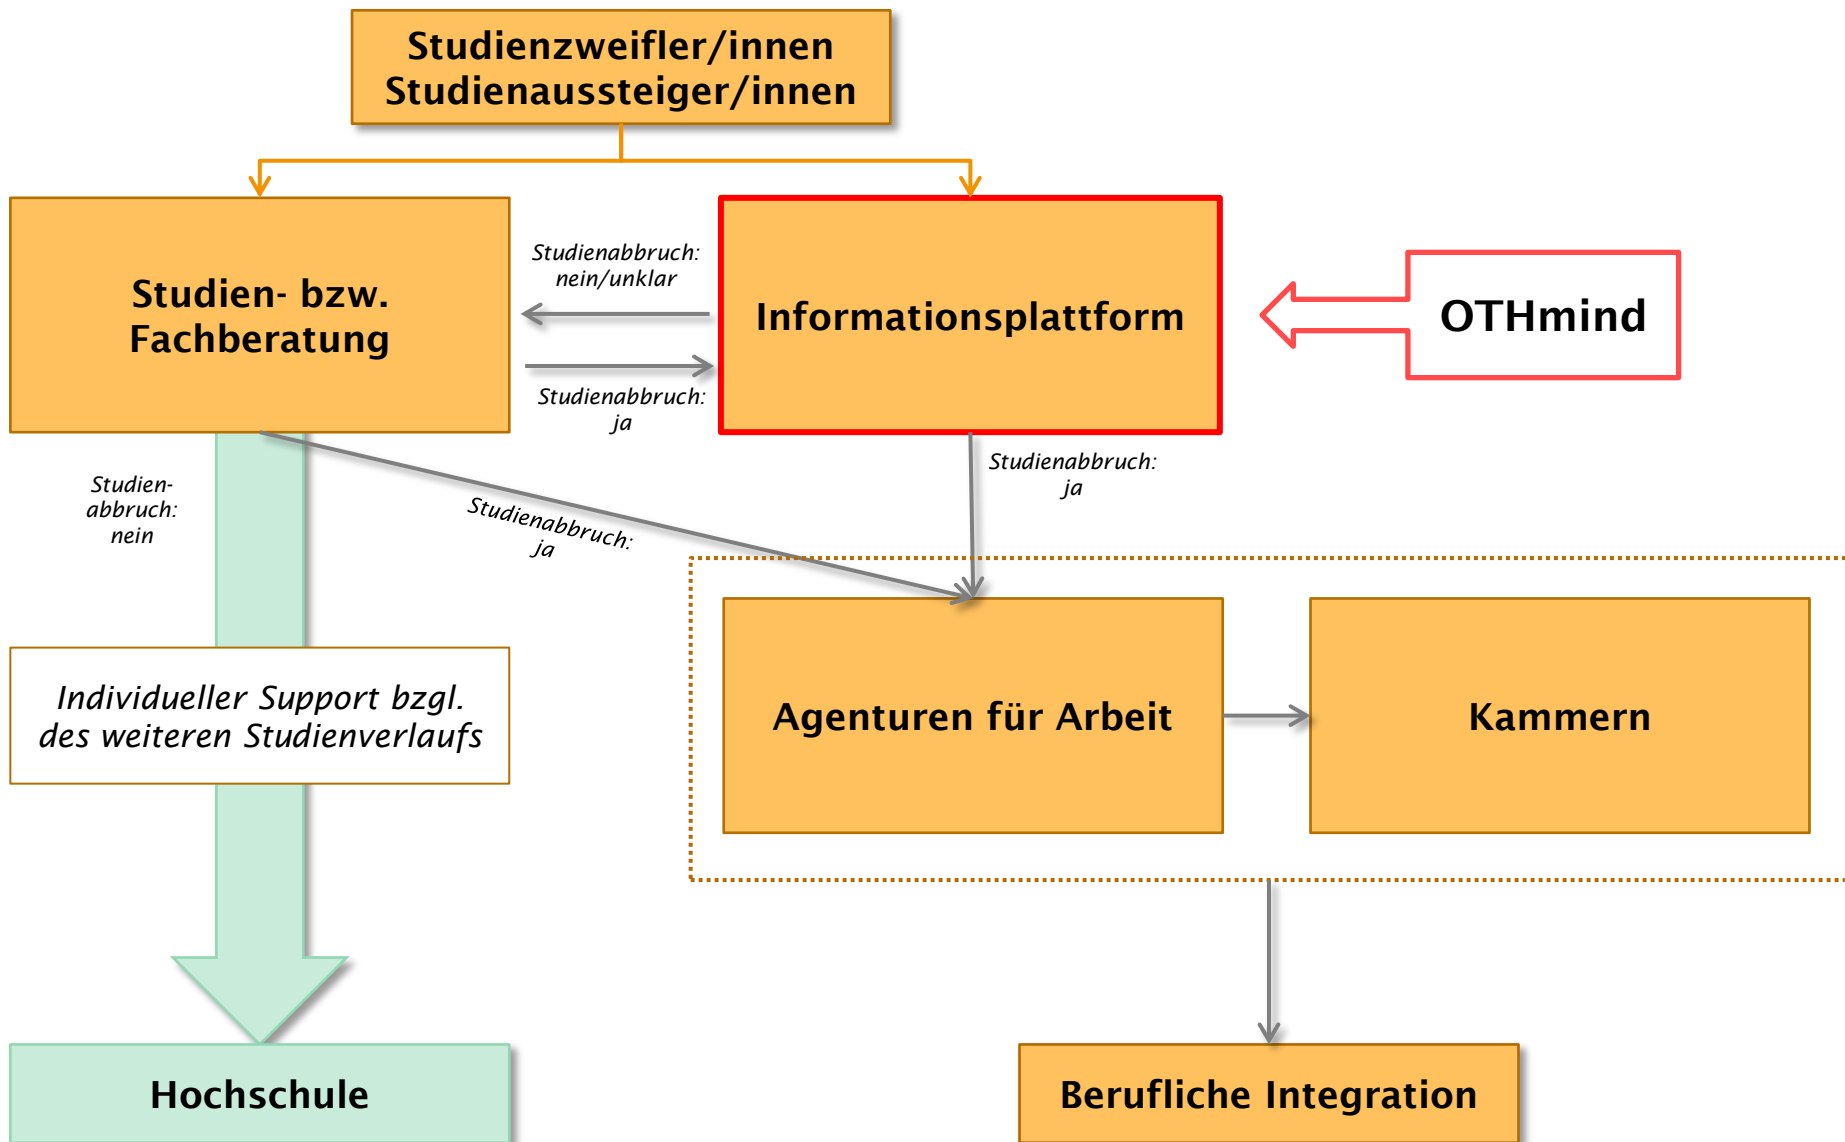 Studienzweifler/innen
Studienaussteiger/innen
Studien- bzw.
Fachberatung
Studienabbruch:
nein/unklar
Studienabbruch:
ja
Informationsplattform
OTHmind
Studien-
abbruch:
nein
Studienabbruch:
ja
Studienabbruch:
ja
Individueller Support bzgl.
des weiteren Studienverlaufs
Agenturen für Arbeit
Kammern
Hochschule
Berufliche Integration